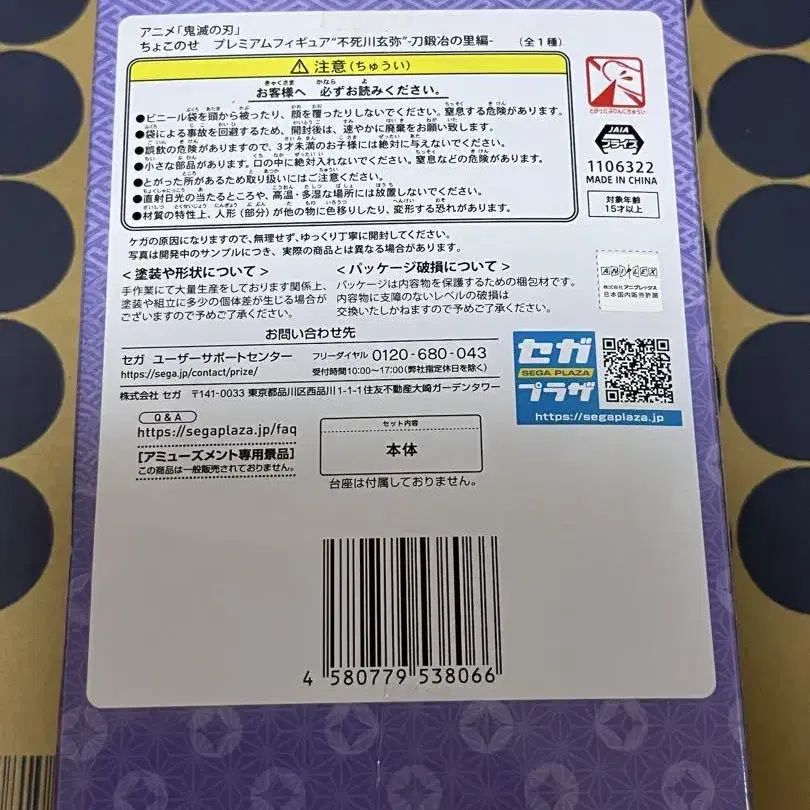 アニメ「鬼滅の刃」
ちょこのせ プレミアムフィギュア“不死川玄弥”-刀鍛冶の里編- (全1種)
注意(ちゅうい)
お客様へ 必ずお読みください。
●ビニール袋を頭から被ったり、顔を覆ったりしないでください。窒息する危険があります。
●袋による事故を回避するため、開封後は、速やかに廃棄をお願い致します。
●誤飲の危険がありますので、3才未満のお子様には絶対に与えないでください。
●小さな部品があります。口の中に絶対入れないでください。窒息などの危険があります。
●とがった所があるため取り扱いにはご注意ください。
●直射日光の当たるところや、高温・多湿な場所には放置しないでください。
●材質の特性上、人形(部分)が他の物に色移りしたり、変形する恐れがあります。
ケガの原因になりますので、無理せず、ゆっくり丁寧に開封してください。
写真は開発中のサンプルにつき、実際の商品とは異なる場合があります。
<塗装や形状について>
手作業にて大量生産をしております関係上、
塗装や組立に多少の個体差が生じる場合が
ございますので予めご了承ください。
<パッケージ破損について>
パッケージは内容物を保護するための梱包材です。
内容物に支障のないレベルの破損は
交換いたしかねますので予めご了承ください。
お問い合わせ先
セガ ユーザーサポートセンター
https://sega.jp/contact/prize/
フリーダイヤル 0120-680-043
受付時間10:00~17:00(弊社指定休日を除く)
株式会社 セガ 〒141-0033 東京都品川区西品川1-1-1住友不動産大崎ガーデンタワー
Q & A
https://segaplaza.jp/faq
[アミューズメント専用景品]
この商品は一般販売されておりません。
セット内容
本体
台座は付属しておりません。
とがったぶひんにちゅうい
JAIA
プライズ
1106322
MADE IN CHINA
対象年齢
15才以上
ANIPLEX
株式会社アニプレックス
日本国内販売許諾
セガ
SEGA PLAZA
プラザ
https://segaplaza.jp
4 580779 538066